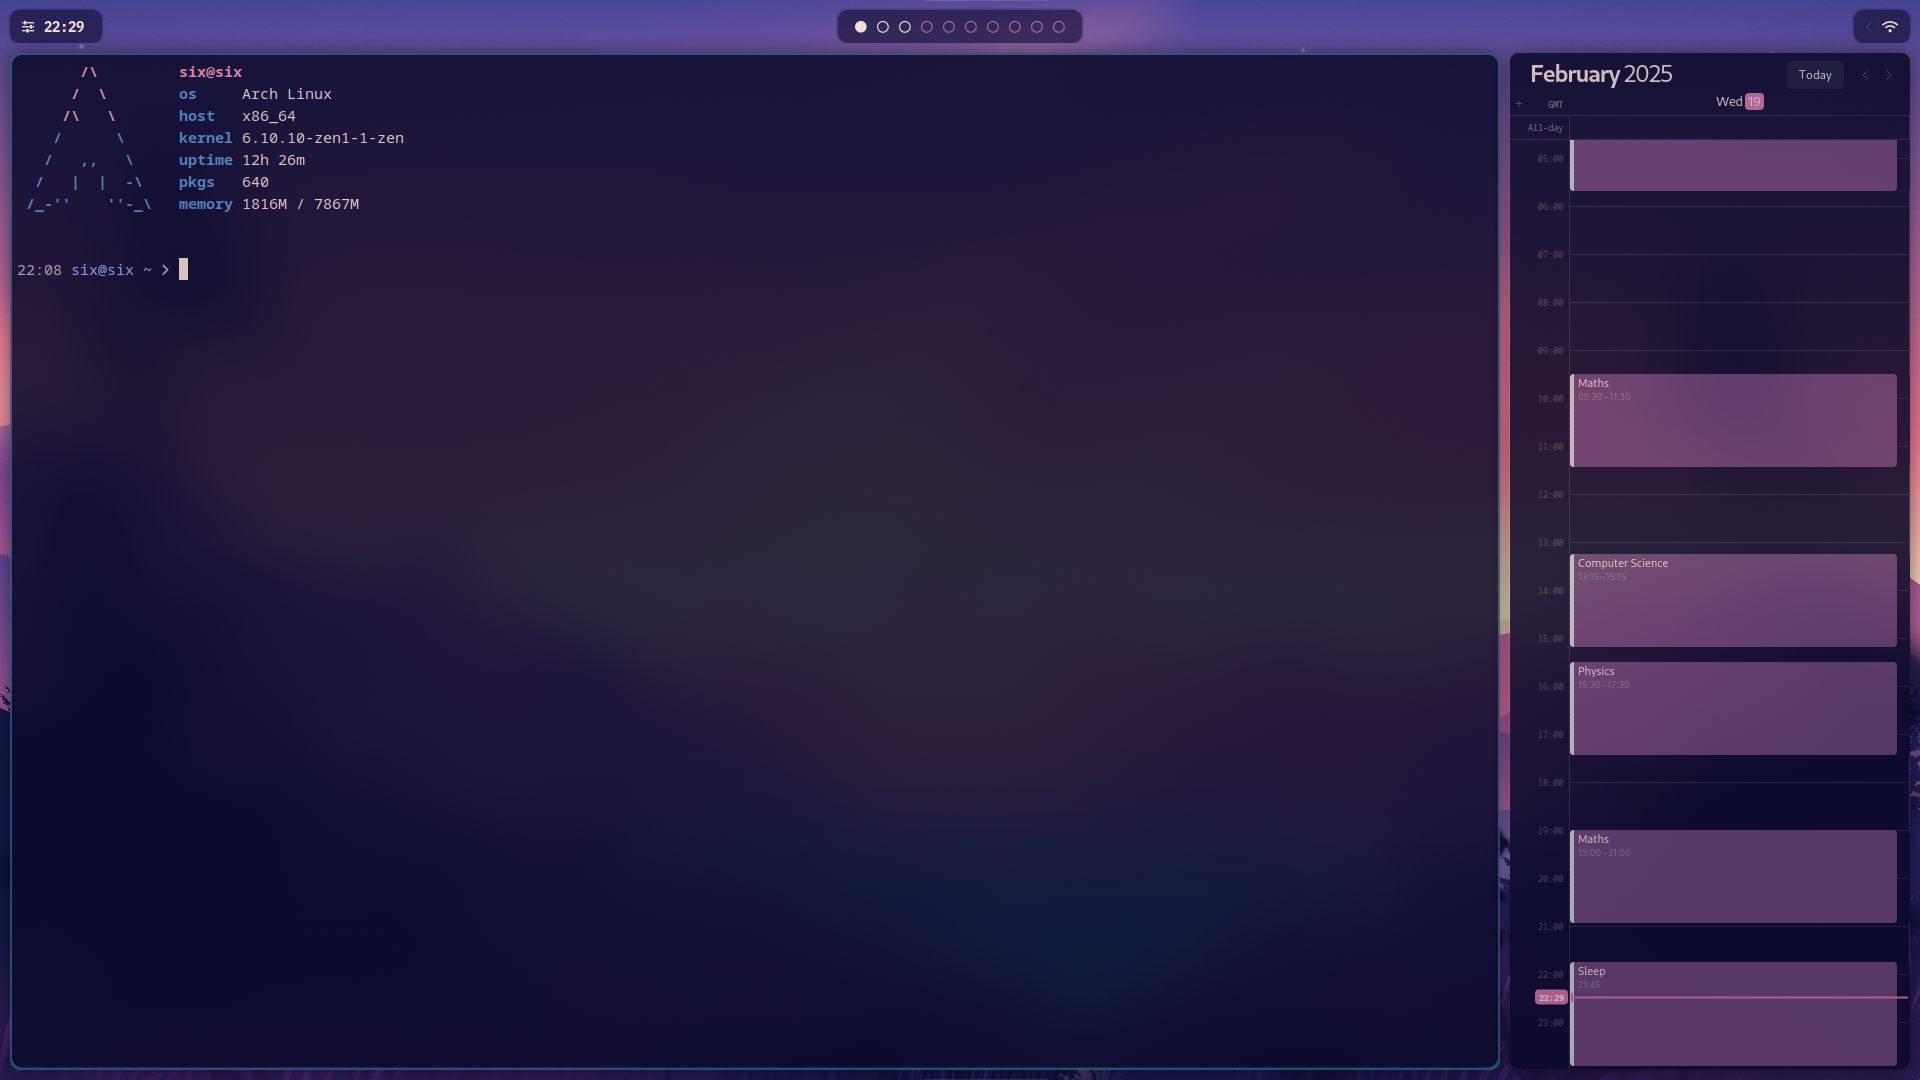 22:29
six@six
os Arch Linux
host x86_64
kernel 6.10.10-zen1-1-zen
uptime 12h 26m
pkgs 640
memory 1816M / 7867M
22:08 six@six ~ >
February 2025
Today
+ GMT
Wed 19
All-day
05:00
06:00
07:00
08:00
09:00
Maths
09:30–11:30
10:00
11:00
12:00
13:00
Computer Science
13:15–15:15
14:00
15:00
Physics
15:30–17:30
16:00
17:00
18:00
19:00
Maths
19:00–21:00
20:00
21:00
Sleep
21:45
22:00
22:29
23:00